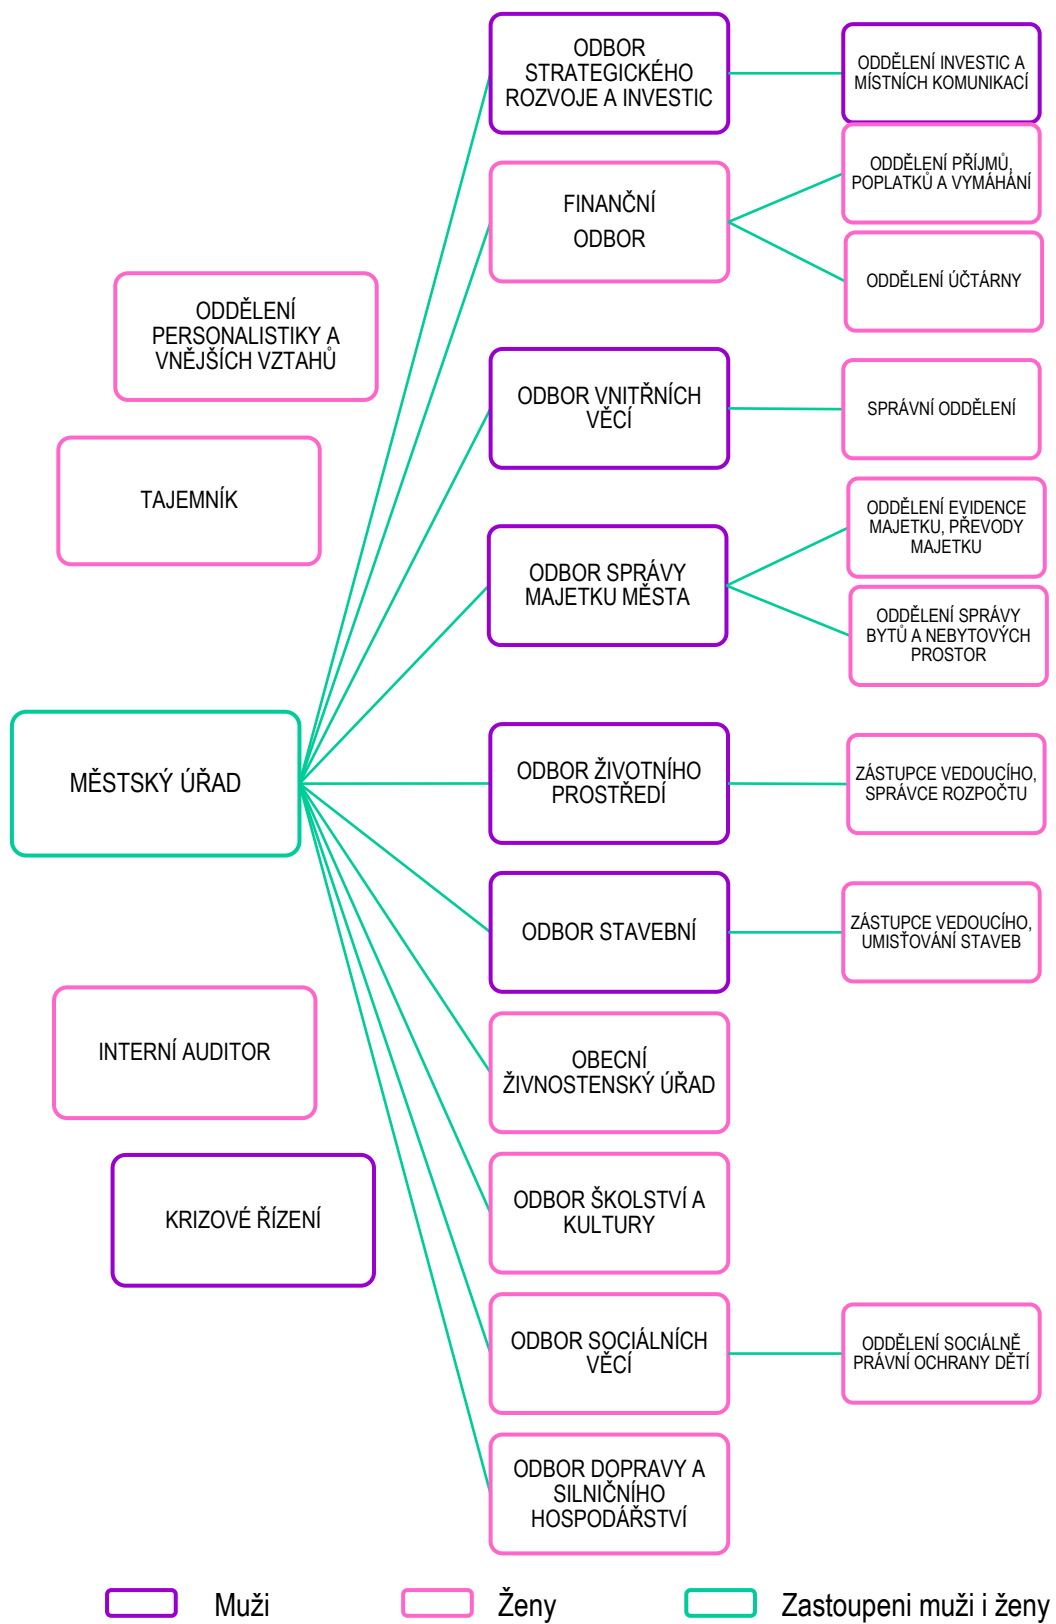 ODBOR
STRATEGICKÉHO
ROZVOJE A INVESTIC
ODDĚLENÍ INVESTIC A
MÍSTNÍCH KOMUNIKACÍ
FINANČNÍ
ODBOR
ODDĚLENÍ PŘÍJMŮ,
POPLATKŮ A VYMÁHÁNÍ
ODDĚLENÍ ÚČTÁRNY
ODDĚLENÍ
PERSONALISTIKY A
VNĚJŠÍCH VZTAHŮ
ODBOR VNITŘNÍCH
VĚCÍ
SPRÁVNÍ ODDĚLENÍ
TAJEMNÍK
ODBOR SPRÁVY
MAJETKU MĚSTA
ODDĚLENÍ EVIDENCE
MAJETKU, PŘEVODY
MAJETKU
ODDĚLENÍ SPRÁVY
BYTŮ A NEBYTOVÝCH
PROSTOR
MĚSTSKÝ ÚŘAD
ODBOR ŽIVOTNÍHO
PROSTŘEDÍ
ZÁSTUPCE VEDOUCÍHO,
SPRÁVCE ROZPOČTU
ODBOR STAVEBNÍ
ZÁSTUPCE VEDOUCÍHO,
UMISŤOVÁNÍ STAVEB
INTERNÍ AUDITOR
OBECNÍ
ŽIVNOSTENSKÝ ÚŘAD
KRIZOVÉ ŘÍZENÍ
ODBOR ŠKOLSTVÍ A
KULTURY
ODBOR SOCIÁLNÍCH
VĚCÍ
ODDĚLENÍ SOCIÁLNĚ
PRÁVNÍ OCHRANY DĚTÍ
ODBOR DOPRAVY A
SILNIČNÍHO
HOSPODÁŘSTVÍ
Muži
Ženy
Zastoupeni muži i ženy